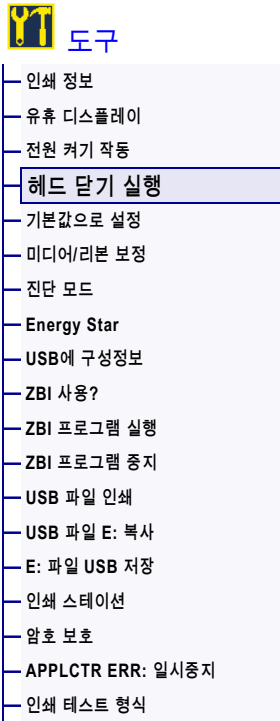 도구
인쇄 정보
유휴 디스플레이
전원 켜기 작동
헤드 닫기 실행
기본값으로 설정
미디어/리본 보정
진단 모드
Energy Star
USB에 구성정보
ZBI 사용?
ZBI 프로그램 실행
ZBI 프로그램 중지
USB 파일 인쇄
USB 파일 E: 복사
E: 파일 USB 저장
인쇄 스테이션
암호 보호
APPLCTR ERR: 일시중지
인쇄 테스트 형식